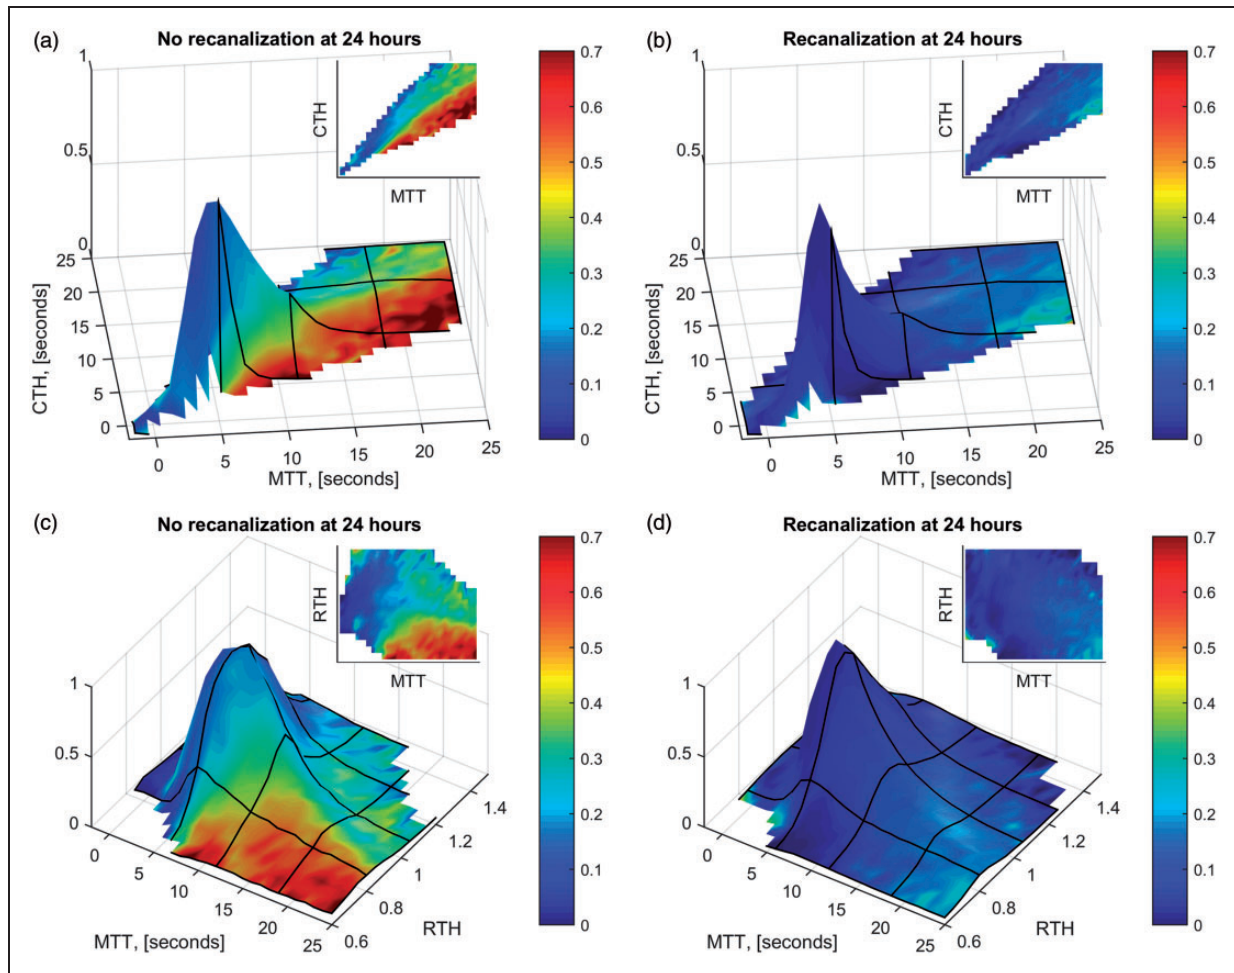 (a) No recanalization at 24 hours
1
0.5
0
25
20
15
10
5
0
CTH, [seconds]
0 5 10 15 20 25
MTT, [seconds]
CTH
MTT
0.7
0.6
0.5
0.4
0.3
0.2
0.1
0
(b) Recanalization at 24 hours
1
0.5
0
25
20
15
10
5
0
CTH, [seconds]
0 5 10 15 20 25
MTT, [seconds]
CTH
MTT
0.7
0.6
0.5
0.4
0.3
0.2
0.1
0
(c) No recanalization at 24 hours
1
0.5
0
0 5 10 15 20 25
MTT, [seconds]
0.6 0.8 1 1.2 1.4
RTH
RTH
MTT
0.7
0.6
0.5
0.4
0.3
0.2
0.1
0
(d) Recanalization at 24 hours
1
0.5
0
0 5 10 15 20 25
MTT, [seconds]
0.6 0.8 1 1.2 1.4
RTH
RTH
MTT
0.7
0.6
0.5
0.4
0.3
0.2
0.1
0